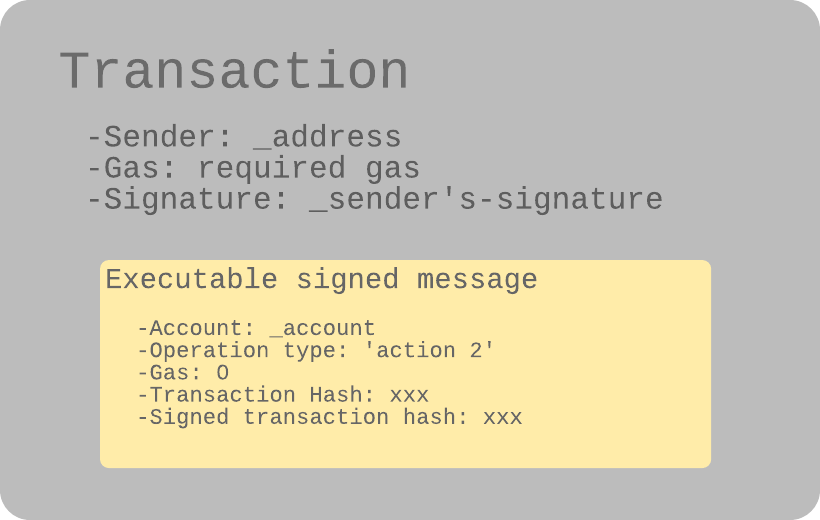 Transaction
-Sender: _address
-Gas: required gas
-Signature: _sender's-signature
Executable signed message
-Account: _account
-Operation type: 'action 2'
-Gas: O
-Transaction Hash: xxx
-Signed transaction hash: xxx